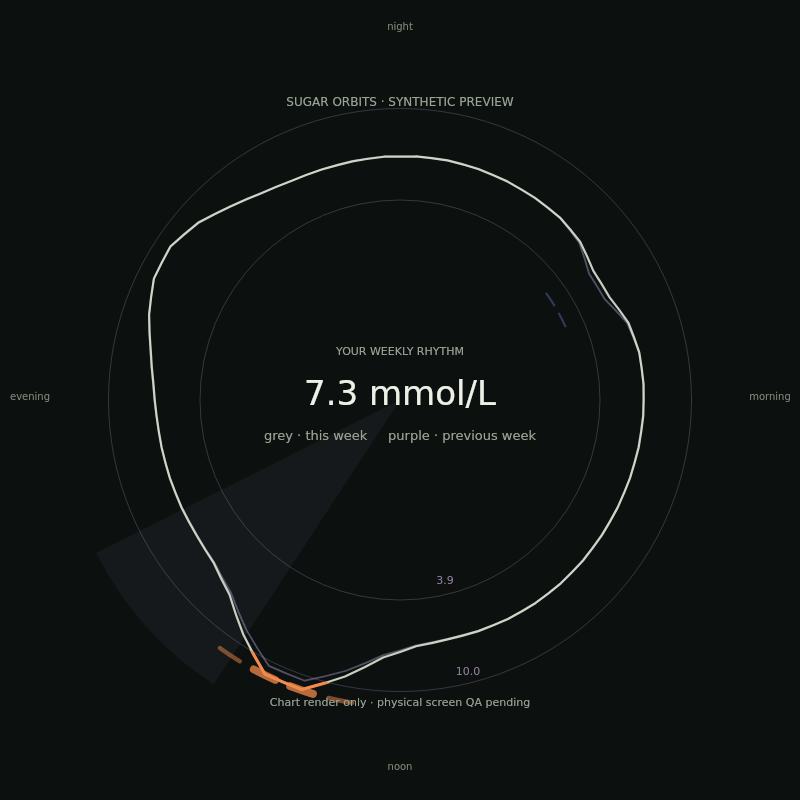 night
SUGAR ORBITS · SYNTHETIC PREVIEW
YOUR WEEKLY RHYTHM
7.3 mmol/L
evening
morning
grey · this week purple · previous week
3.9
10.0
Chart render only · physical screen QA pending
noon